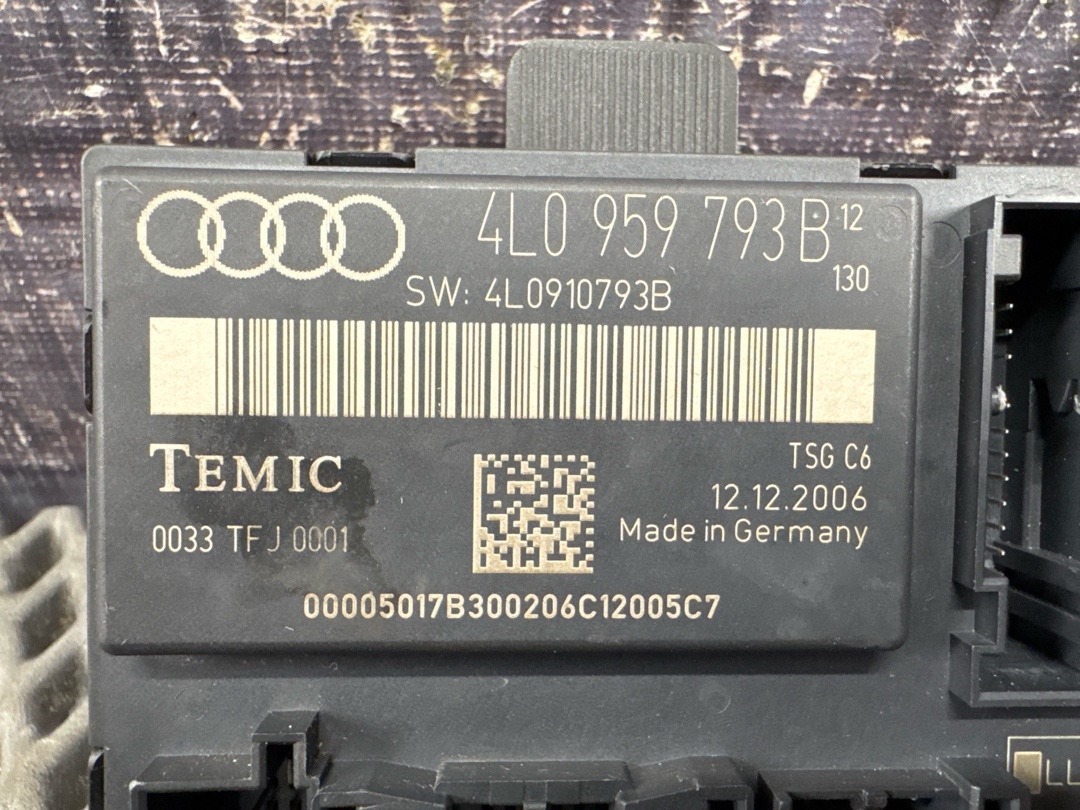 4L0 959 793 B 12
130
SW: 4L0910793B
TEMIC
TSG C6
12.12.2006
0033 TFJ 0001
Made in Germany
00005017B300206C12005C7